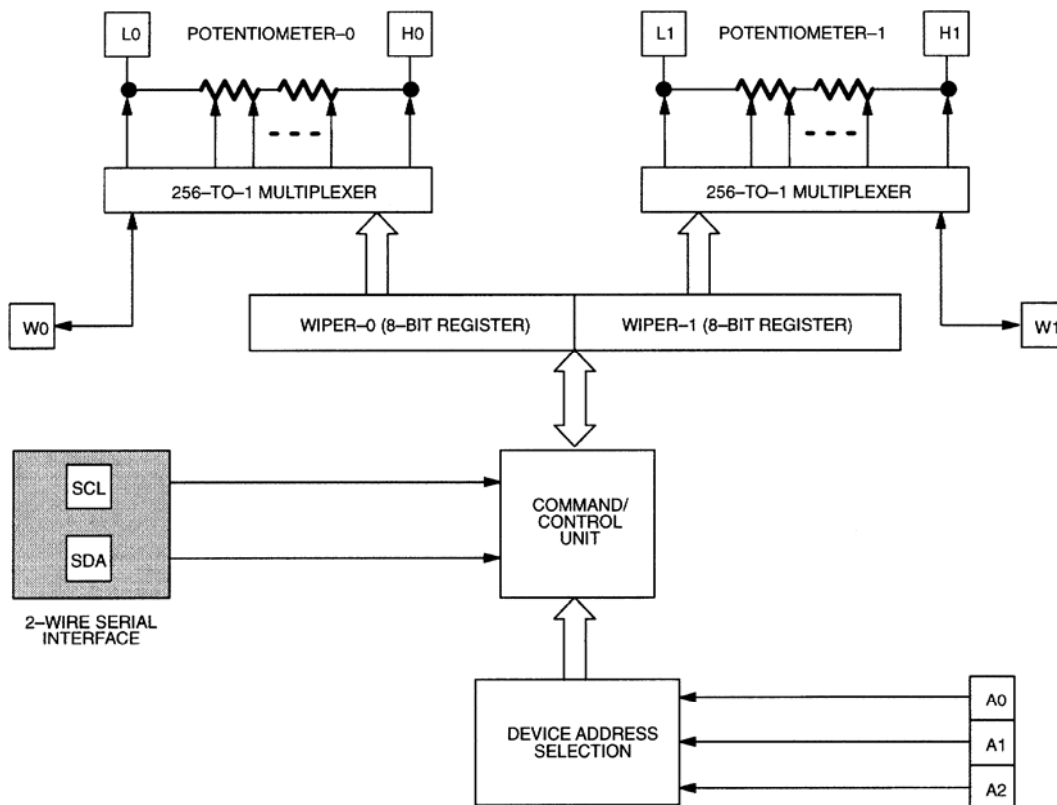 L0
POTENTIOMETER–0
H0
L1
POTENTIOMETER–1
H1
256–TO–1 MULTIPLEXER
256–TO–1 MULTIPLEXER
W0
WIPER–0 (8–BIT REGISTER)
WIPER–1 (8–BIT REGISTER)
W1
SCL
SDA
COMMAND/
CONTROL
UNIT
2–WIRE SERIAL
INTERFACE
DEVICE ADDRESS
SELECTION
A0
A1
A2